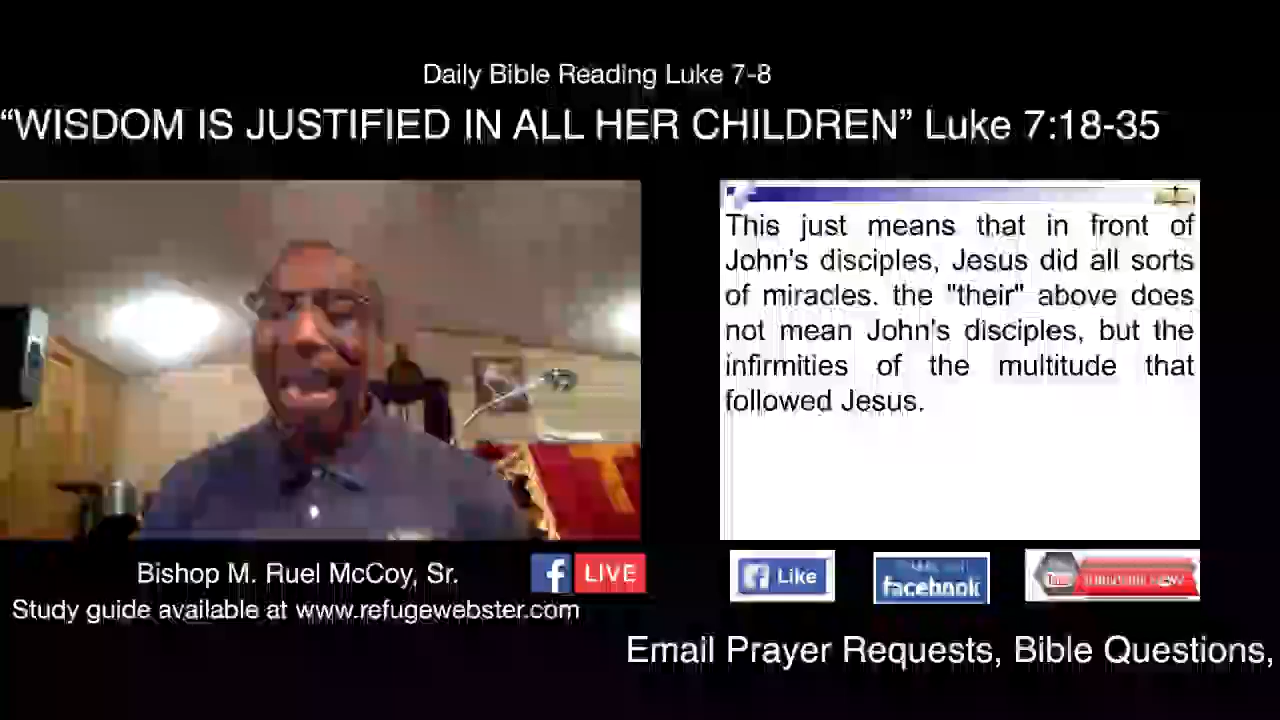 Daily Bible Reading Luke 7-8
“WISDOM IS JUSTIFIED IN ALL HER CHILDREN” Luke 7:18-35
This just means that in front of
John's disciples, Jesus did all sorts
of miracles. the "their" above does
not mean John's disciples, but the
infirmities of the multitude that
followed Jesus.
Bishop M. Ruel McCoy, Sr.
f LIVE
f Like
facebook
Study guide available at www.refugewebster.com
Email Prayer Requests, Bible Questions,